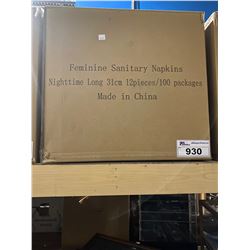 Feminine Sanitary Napkins
Nighttime Long 31cm 12pieces/100 packages
Made in China
930